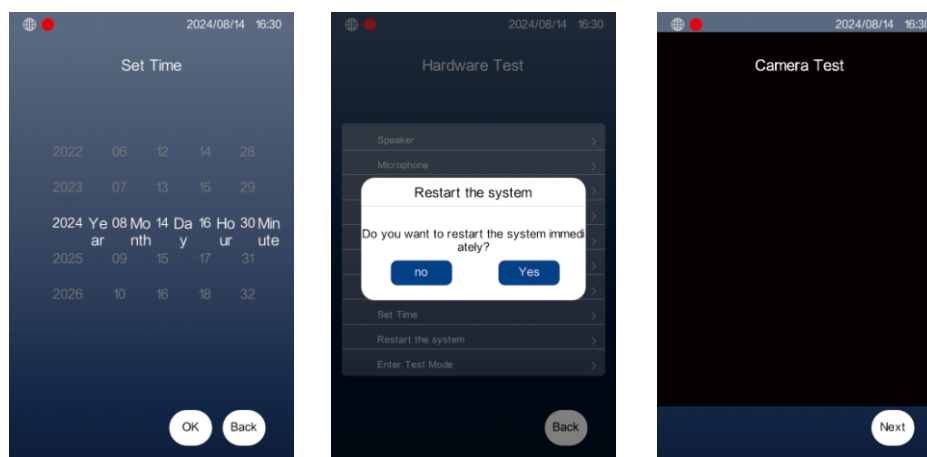 2024/08/14 16:30
Set Time
2022 06 12 14 28
2023 07 13 15 29
2024 Ye 08 Mo 14 Da 16 Ho 30 Min
ar nth y ur ute
2025 09 15 17 31
2026 10 16 18 32
OK Back
2024/08/14 16:30
Hardware Test
Speaker
Microphone
Restart the system
Do you want to restart the system immedi
ately?
no Yes
Set Time
Restart the system
Enter Test Mode
Back
2024/08/14 16:30
Camera Test
Next